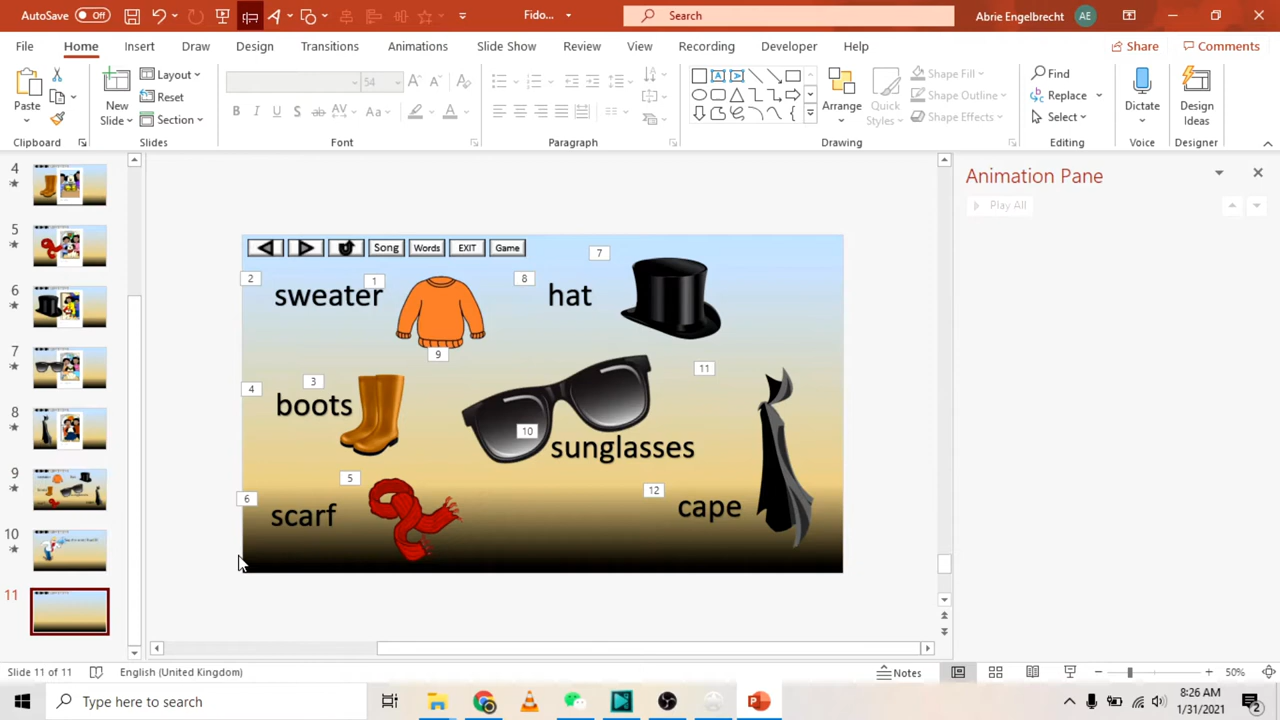 AutoSave Off Fido... Search Abrie Engelbrecht AE
File Home Insert Draw Design Transitions Animations Slide Show Review View Recording Developer Help Share Comments
Paste New Slide Layout Reset Section 54 Arrange Quick Styles Shape Fill Shape Outline Shape Effects Find Replace Select Dictate Design Ideas
Clipboard Slides Font Paragraph Drawing Editing Voice Designer
4
5
6
7
8
9
10
11
Song Words EXIT Game
2 1 8 7
sweater hat
9 11
4 3
boots
10
sunglasses
6 5 12
scarf cape
Animation Pane
Play All
Slide 11 of 11 English (United Kingdom) Notes 50%
Type here to search
8:26 AM
1/31/2021
2